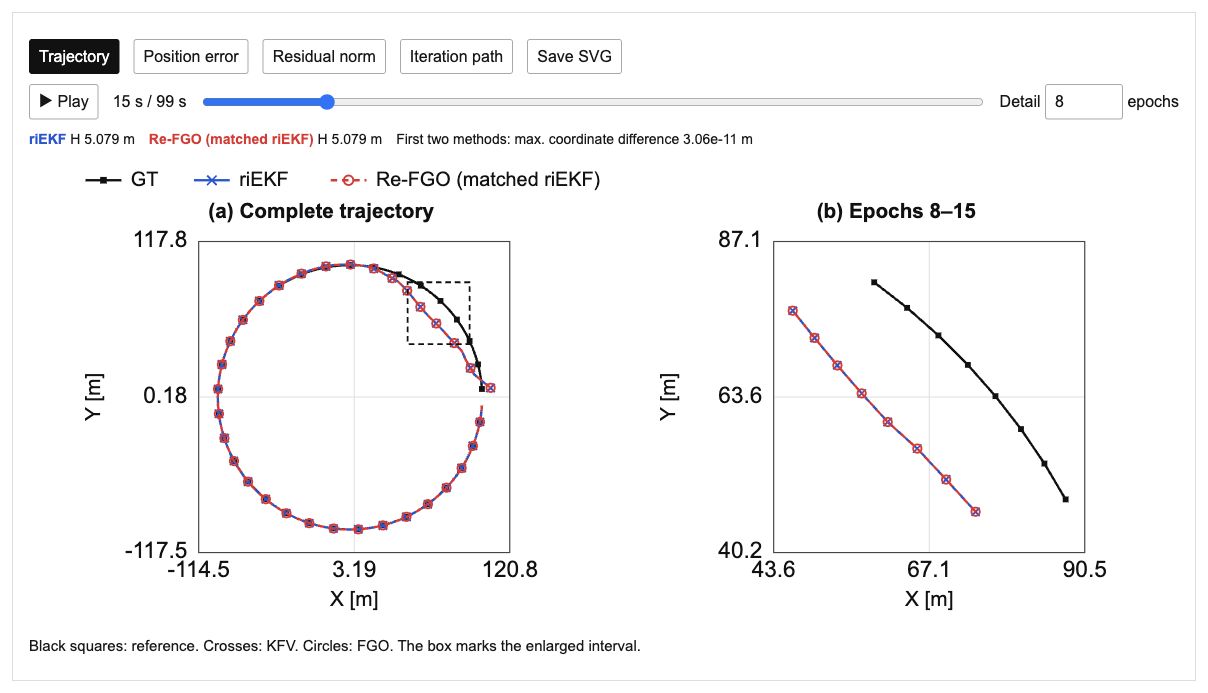 Trajectory Position error Residual norm Iteration path Save SVG
▶ Play 15 s / 99 s Detail 8 epochs
riEKF H 5.079 m Re-FGO (matched riEKF) H 5.079 m First two methods: max. coordinate difference 3.06e-11 m
GT riEKF Re-FGO (matched riEKF)
(a) Complete trajectory
117.8
0.18
-117.5
Y [m]
-114.5 3.19 120.8
X [m]
(b) Epochs 8–15
87.1
63.6
40.2
Y [m]
43.6 67.1 90.5
X [m]
Black squares: reference. Crosses: KFV. Circles: FGO. The box marks the enlarged interval.